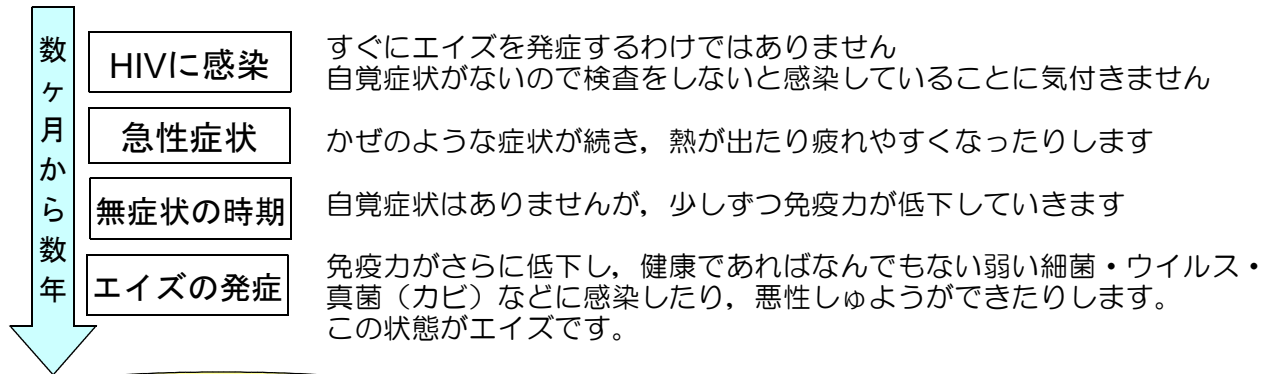 数ヶ月から数年
HIVに感染
すぐにエイズを発症するわけではありません
自覚症状がないので検査をしないと感染していることに気付きません
急性症状
かぜのような症状が続き，熱が出たり疲れやすくなったりします
無症状の時期
自覚症状はありませんが，少しずつ免疫力が低下していきます
エイズの発症
免疫力がさらに低下し，健康であればなんでもない弱い細菌・ウイルス・
真菌（カビ）などに感染したり，悪性しゅようができたりします。
この状態がエイズです。